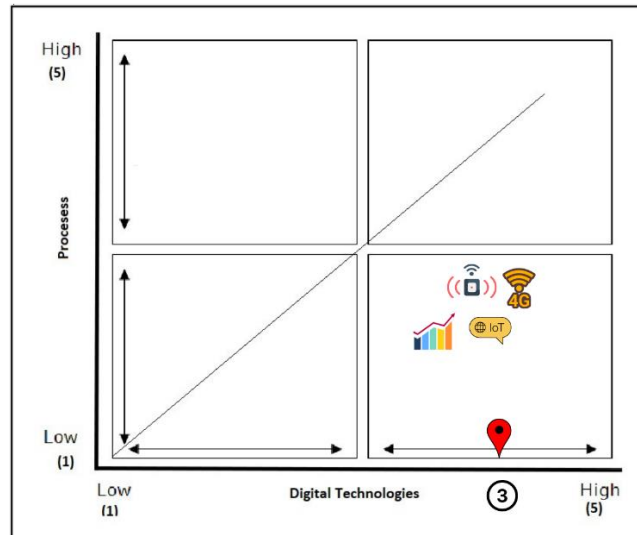 High
(5)
Procesess
4G
IoT
Low
(1)
Low
(1)
Digital Technologies
3
High
(5)